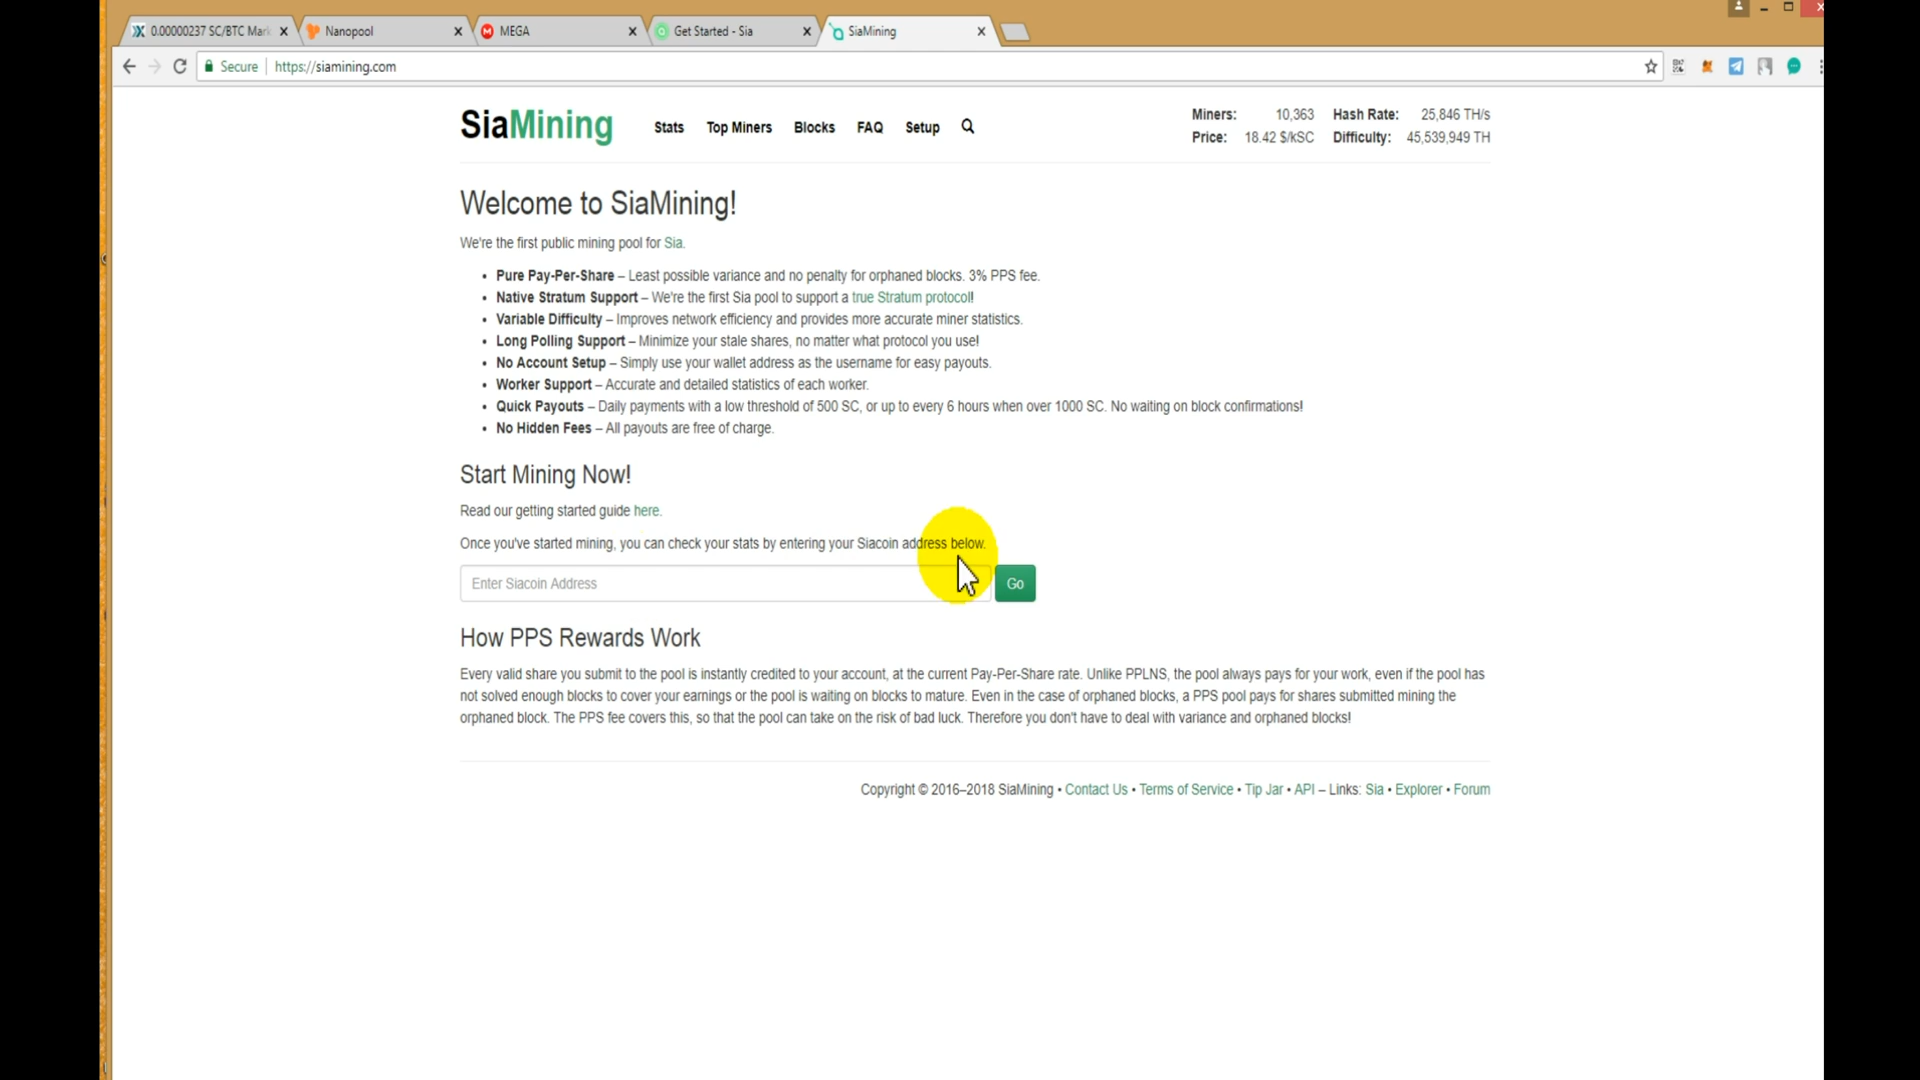 0.00000237 SC/BTC Mark
Nanopool
MEGA
Get Started - Sia
SiaMining
Secure
https://siamining.com
SiaMining
Stats
Top Miners
Blocks
FAQ
Setup
Miners: 10,363 Hash Rate: 25,846 TH/s
Price: 18.42 $/kSC Difficulty: 45,539,949 TH
Welcome to SiaMining!
We're the first public mining pool for Sia.
• Pure Pay-Per-Share – Least possible variance and no penalty for orphaned blocks. 3% PPS fee.
• Native Stratum Support – We're the first Sia pool to support a true Stratum protocol!
• Variable Difficulty – Improves network efficiency and provides more accurate miner statistics.
• Long Polling Support – Minimize your stale shares, no matter what protocol you use!
• No Account Setup – Simply use your wallet address as the username for easy payouts.
• Worker Support – Accurate and detailed statistics of each worker.
• Quick Payouts – Daily payments with a low threshold of 500 SC, or up to every 6 hours when over 1000 SC. No waiting on block confirmations!
• No Hidden Fees – All payouts are free of charge.
Start Mining Now!
Read our getting started guide here.
Once you've started mining, you can check your stats by entering your Siacoin address below.
Enter Siacoin Address
Go
How PPS Rewards Work
Every valid share you submit to the pool is instantly credited to your account, at the current Pay-Per-Share rate. Unlike PPLNS, the pool always pays for your work, even if the pool has
not solved enough blocks to cover your earnings or the pool is waiting on blocks to mature. Even in the case of orphaned blocks, a PPS pool pays for shares submitted mining the
orphaned block. The PPS fee covers this, so that the pool can take on the risk of bad luck. Therefore you don't have to deal with variance and orphaned blocks!
Copyright © 2016–2018 SiaMining • Contact Us • Terms of Service • Tip Jar • API – Links: Sia • Explorer • Forum